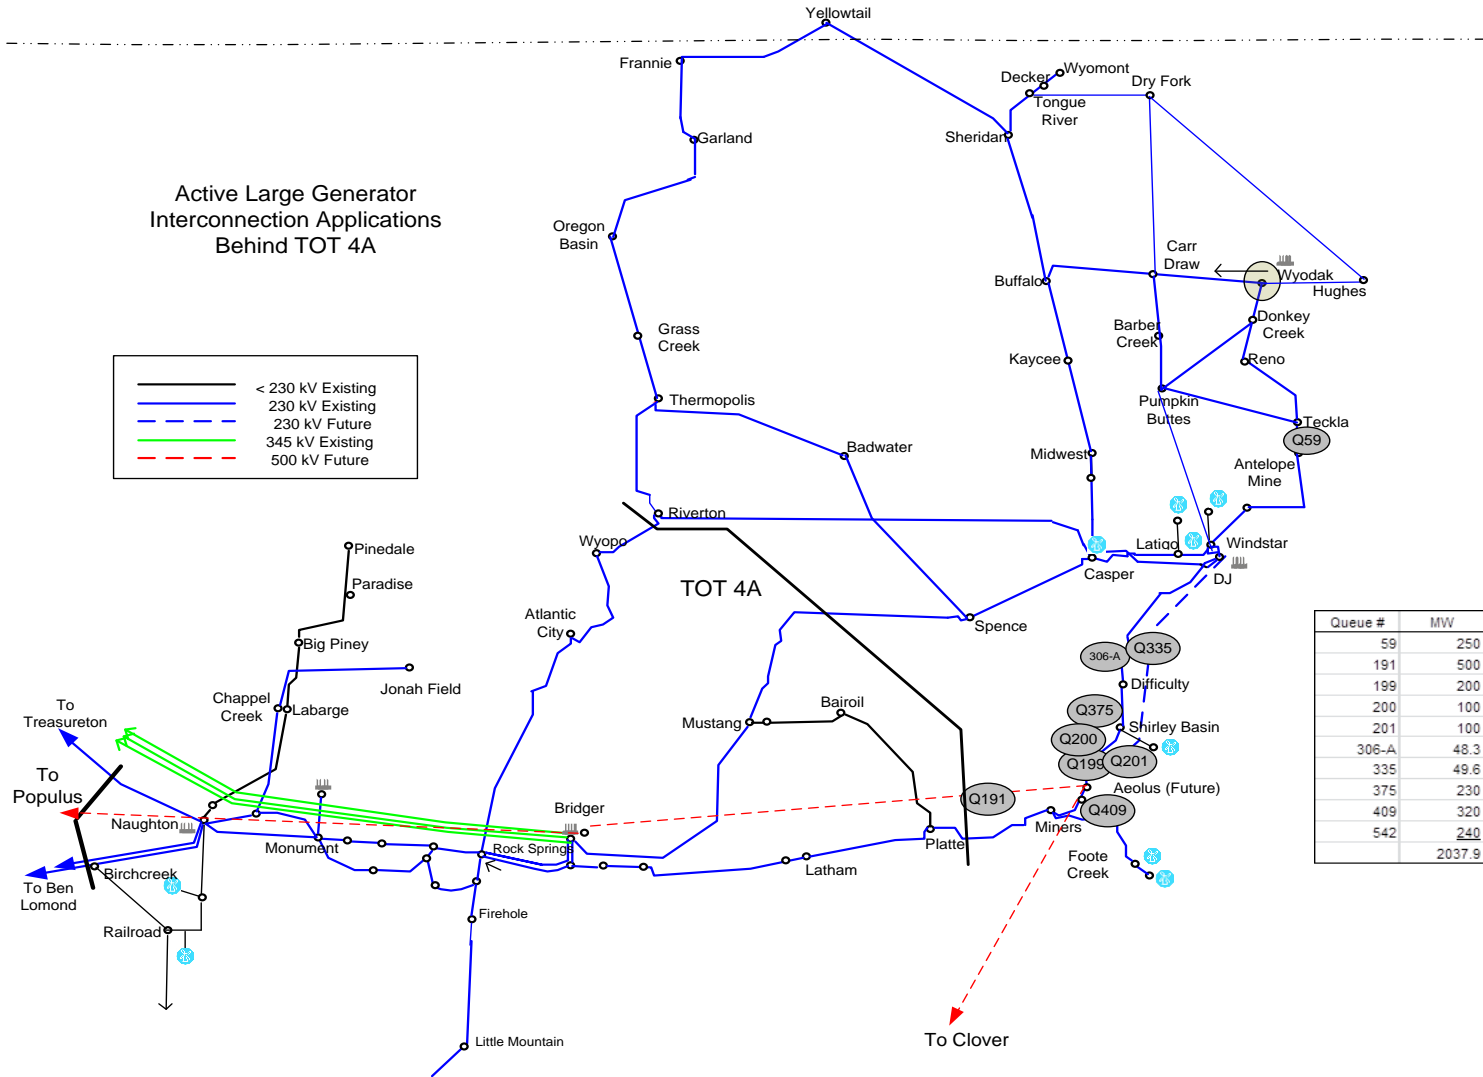 Yellowtail
Frannie
Decker
Wyomont
Dry Fork
Tongue
River
Sheridan
Garland
Active Large Generator
Interconnection Applications
Behind TOT 4A
Oregon
Basin
Carr
Draw
Buffalo
Wyodak
Hughes
Donkey
Creek
Grass
Creek
Barber
Creek
Kaycee
Reno
< 230 kV Existing
230 kV Existing
230 kV Future
345 kV Existing
500 kV Future
Thermopolis
Pumpkin
Buttes
Teckla
Q59
Badwater
Midwest
Antelope
Mine
Riverton
Wyopo
Latigo
Windstar
Casper
DJ
Pinedale
Paradise
TOT 4A
Atlantic
City
Spence
Big Piney
306-A
Q335
Queue # MW
59 250
191 500
199 200
200 100
201 100
306-A 48.3
335 49.6
375 230
409 320
542 240
2037.9
Jonah Field
Difficulty
Chappel
Creek
Labarge
Bairoil
Mustang
Q375
Shirley Basin
Q200
Q199
Q201
To
Treasureton
To
Populus
Aeolus (Future)
Q191
Q409
Bridger
Naughton
Miners
Monument
Rock Springs
Platte
Birchcreek
Latham
Foote
Creek
To Ben
Lomond
Firehole
Railroad
Little Mountain
To Clover